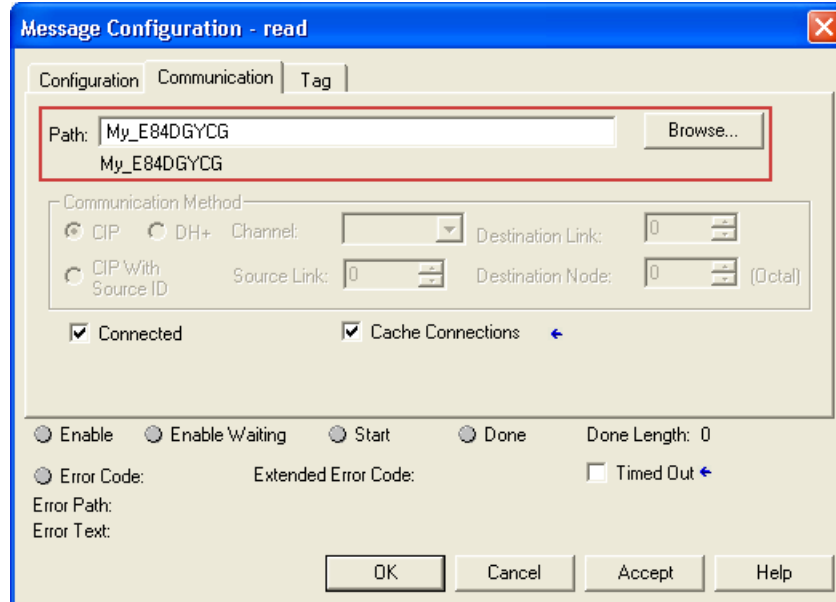 Message Configuration - read
Configuration Communication Tag
Path: My_E84DGYCG Browse...
My_E84DGYCG
Communication Method
CIP DH+ Channel: Destination Link: 0
CIP With Source ID Source Link: 0 Destination Node: 0 (Octal)
Connected Cache Connections
Enable Enable Waiting Start Done Done Length: 0
Error Code: Extended Error Code: Timed Out
Error Path:
Error Text:
OK Cancel Accept Help